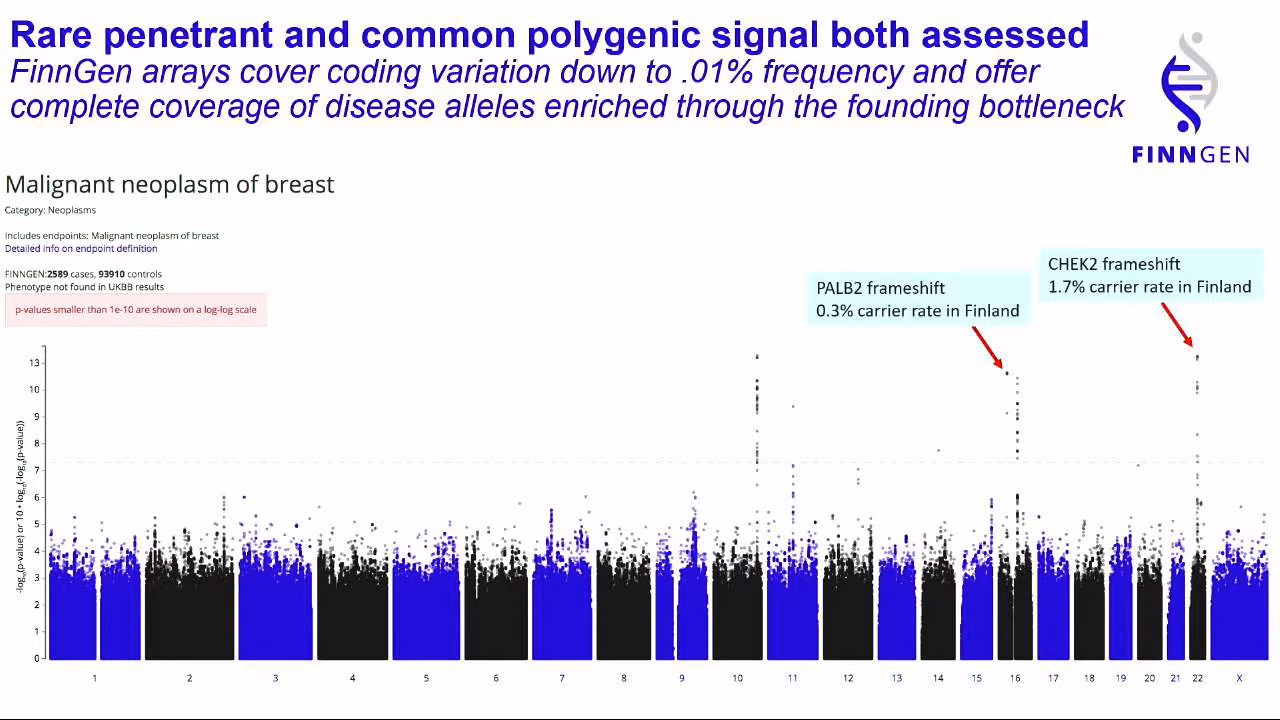 Rare penetrant and common polygenic signal both assessed
FinnGen arrays cover coding variation down to .01% frequency and offer
complete coverage of disease alleles enriched through the founding bottleneck
FINNGEN
Malignant neoplasm of breast
Category: Neoplasms
Includes endpoints: Malignant neoplasm of breast
Detailed info on endpoint definition
FINNGEN:2589 cases, 93910 controls
Phenotype not found in UKBB results
p-values smaller than 1e-10 are shown on a log-log scale
PALB2 frameshift
0.3% carrier rate in Finland
CHEK2 frameshift
1.7% carrier rate in Finland
-log₁₀(p-value) or 10 • log₁₀(-log₁₀(p-value))
13
10
9
8
7
6
5
4
3
2
1
0
1 2 3 4 5 6 7 8 9 10 11 12 13 14 15 16 17 18 19 20 21 22 X